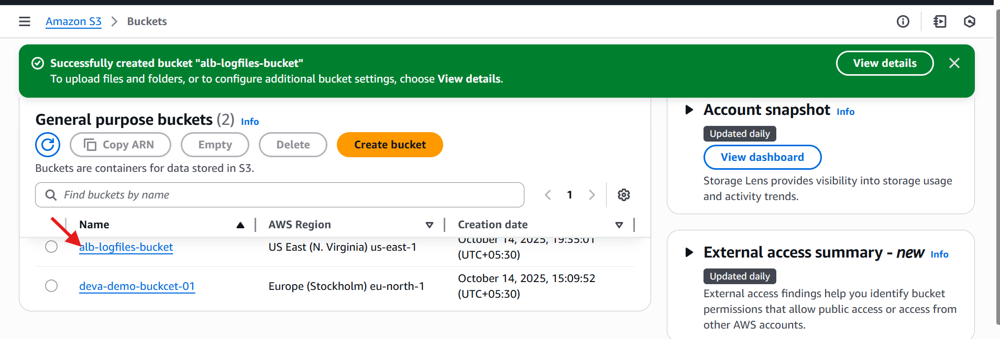 Amazon S3 > Buckets
Successfully created bucket "alb-logfiles-bucket"
To upload files and folders, or to configure additional bucket settings, choose View details.
View details
General purpose buckets (2) Info
Copy ARN Empty Delete Create bucket
Buckets are containers for data stored in S3.
Find buckets by name
1
Name AWS Region Creation date
alb-logfiles-bucket US East (N. Virginia) us-east-1 October 14, 2025, 19:35:01
(UTC+05:30)
deva-demo-buckcet-01 Europe (Stockholm) eu-north-1 October 14, 2025, 15:09:52
(UTC+05:30)
Account snapshot Info
Updated daily
View dashboard
Storage Lens provides visibility into storage usage
and activity trends.
External access summary - new Info
Updated daily
External access findings help you identify bucket
permissions that allow public access or access from
other AWS accounts.